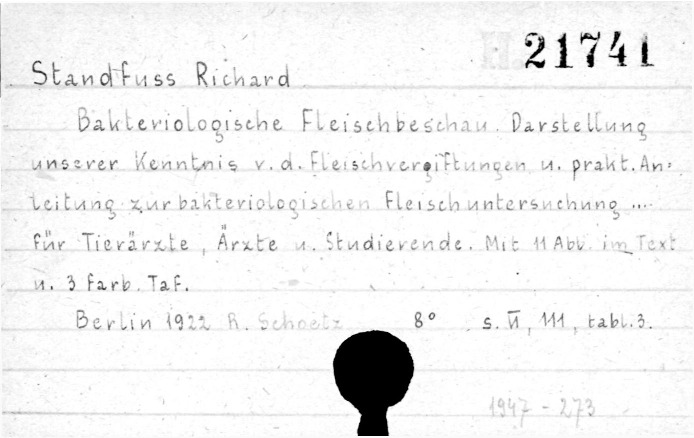 H. 21741
Standfuss Richard
Bakteriologische Fleischbeschau. Darstellung
unserer Kenntnis v. d. Fleischvergiftungen u. prakt. An-
leitung zur bakteriologischen Fleischuntersuchung ...
für Tierärzte, Ärzte u. Studierende. Mit 11 Abb. im Text
u. 3 farb. Taf.
Berlin 1922 R. Schoetz 8° s. VI, 111, tabl. 3.
1947 - 273